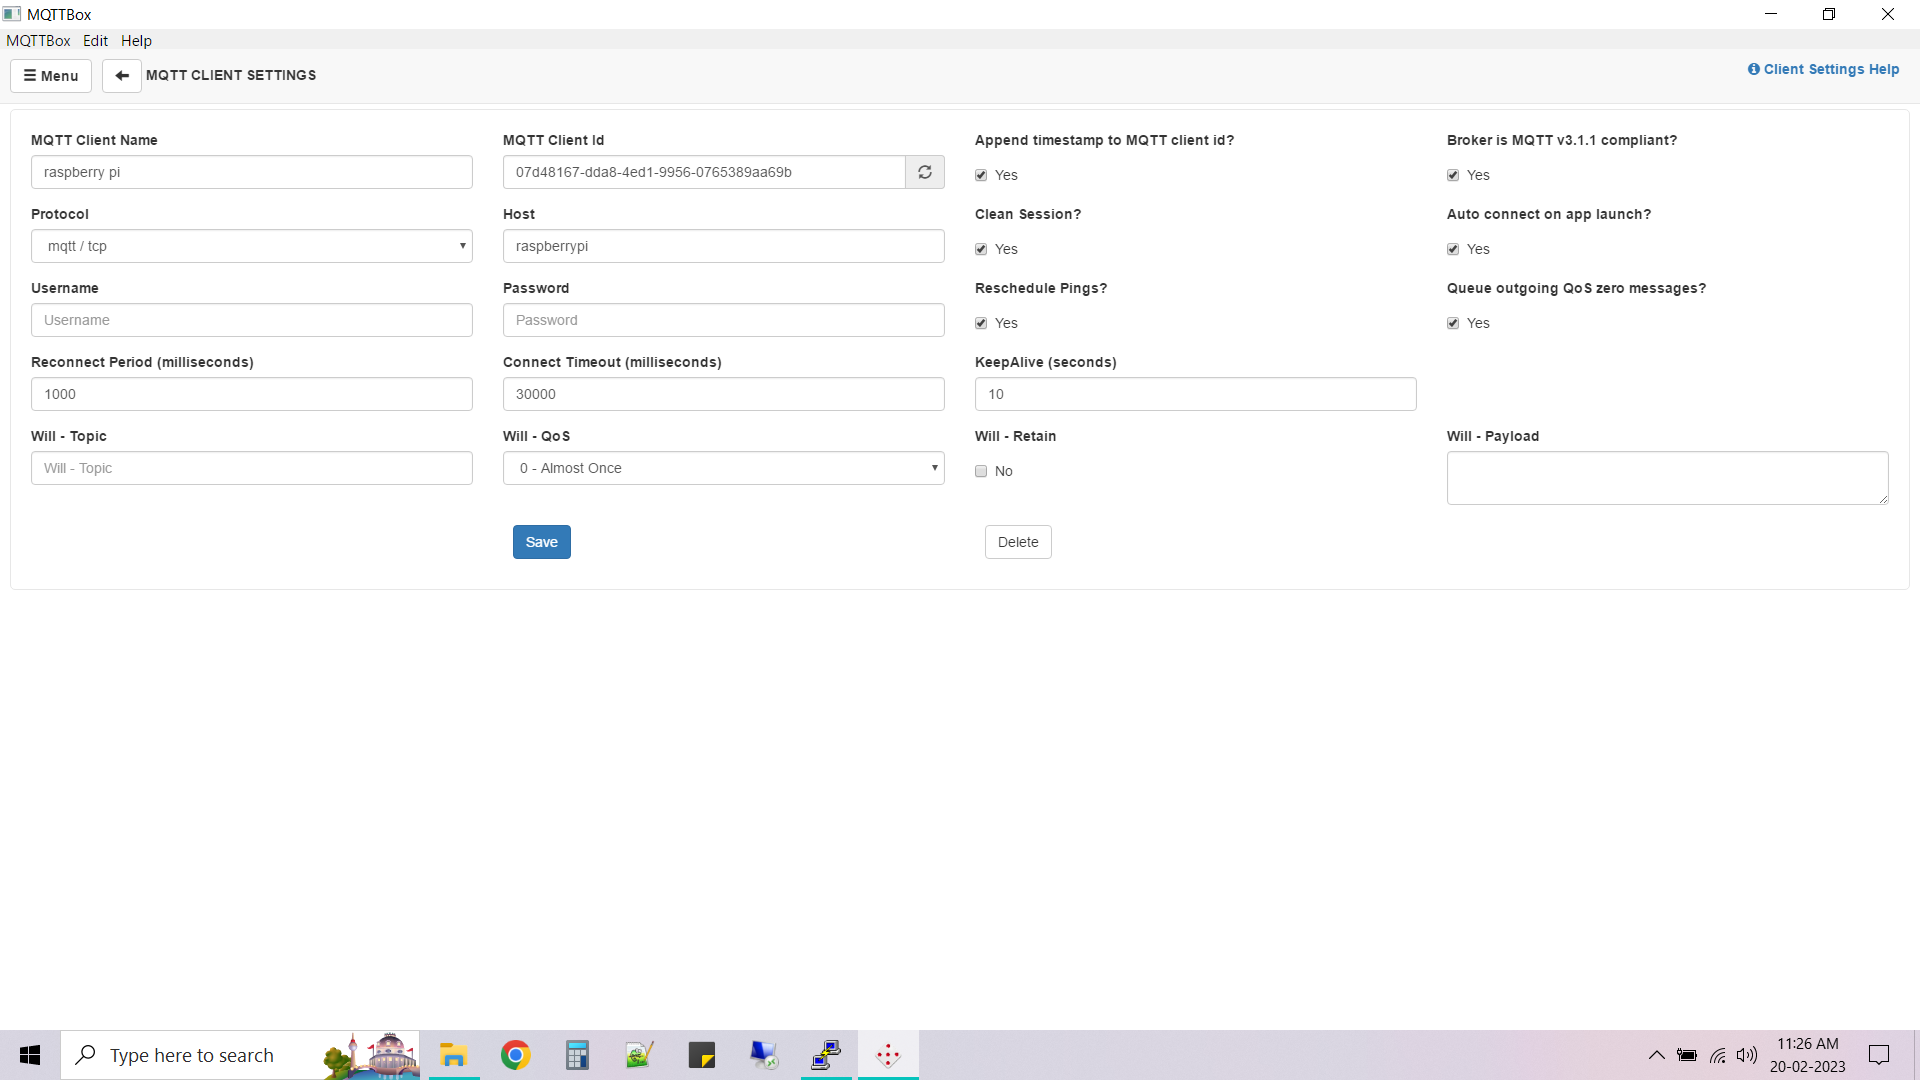 MQTTBox
MQTTBox Edit Help
Menu MQTT CLIENT SETTINGS Client Settings Help
MQTT Client Name MQTT Client Id Append timestamp to MQTT client id? Broker is MQTT v3.1.1 compliant?
raspberry pi 07d48167-dda8-4ed1-9956-0765389aa69b Yes Yes
Protocol Host Clean Session? Auto connect on app launch?
mqtt / tcp raspberrypi Yes Yes
Username Password Reschedule Pings? Queue outgoing QoS zero messages?
Username Password Yes Yes
Reconnect Period (milliseconds) Connect Timeout (milliseconds) KeepAlive (seconds)
1000 30000 10
Will - Topic Will - QoS Will - Retain Will - Payload
Will - Topic 0 - Almost Once No
Save Delete
Type here to search
11:26 AM
20-02-2023